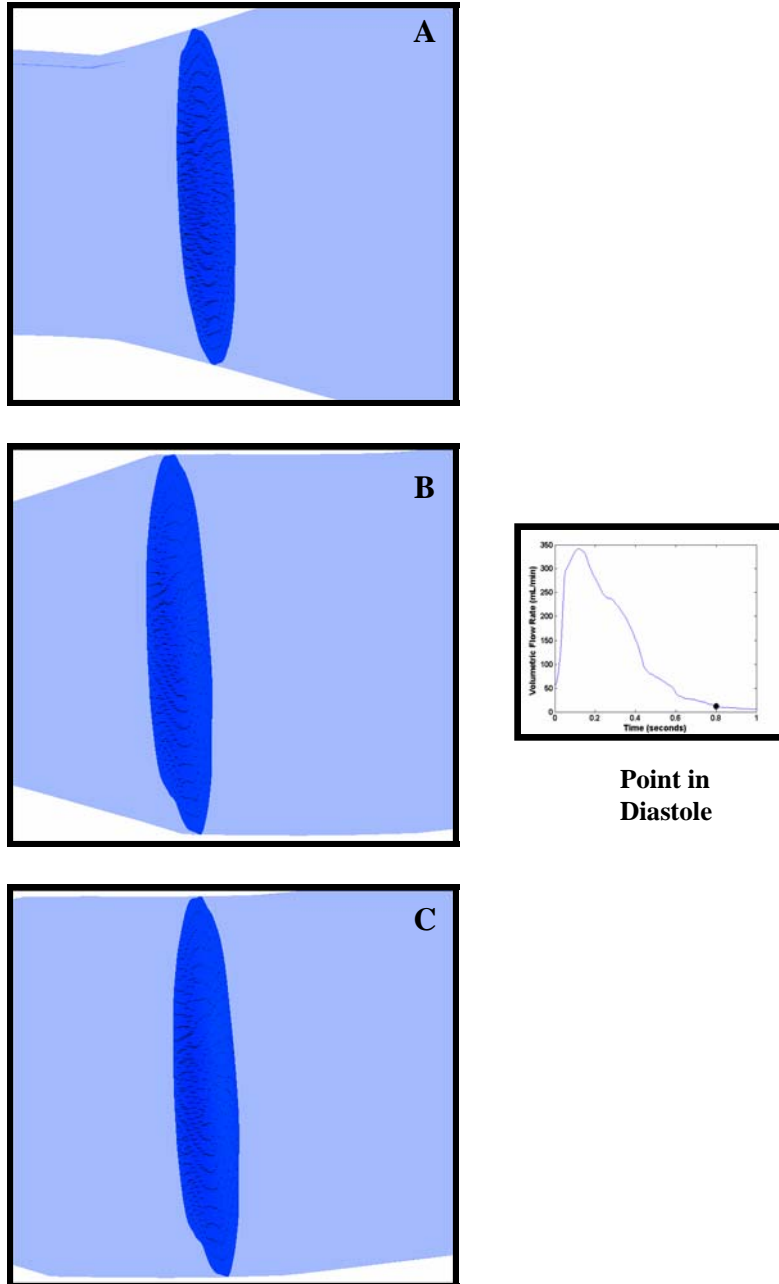 A
B
350
300
250
200
150
100
50
0
Volumetric Flow Rate (mL/min)
0 0.2 0.4 0.6 0.8 1
Time (seconds)
Point in
Diastole
C